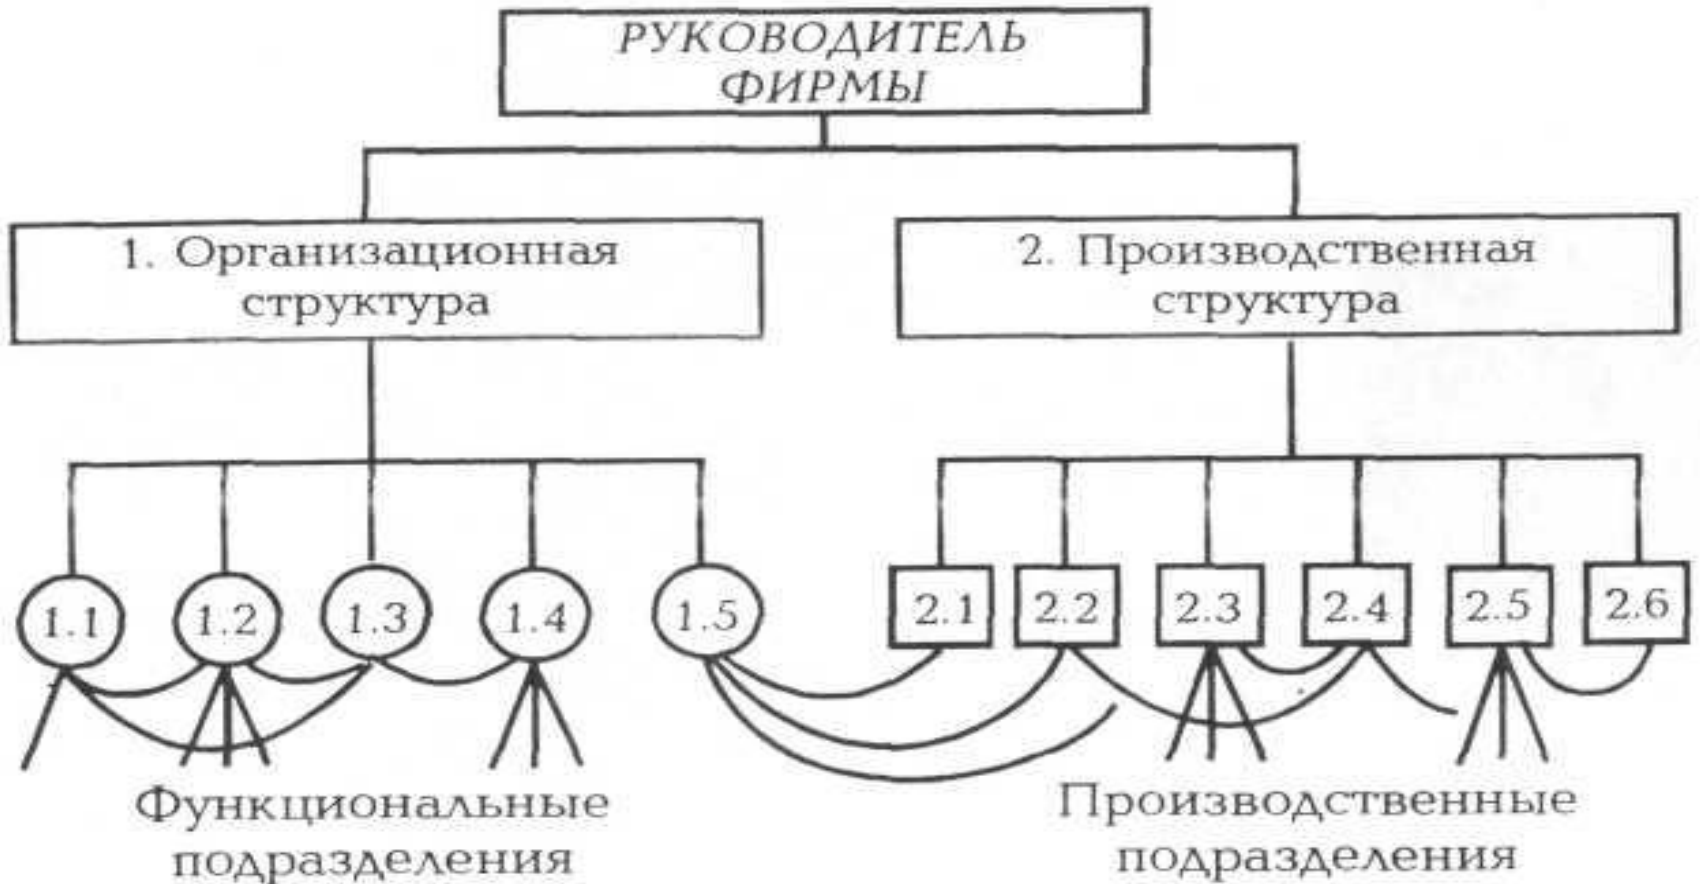 РУКОВОДИТЕЛЬ
ФИРМЫ
1. Организационная
структура
2. Производственная
структура
1.1
1.2
1.3
1.4
1.5
2.1
2.2
2.3
2.4
2.5
2.6
Функциональные
подразделения
Производственные
подразделения